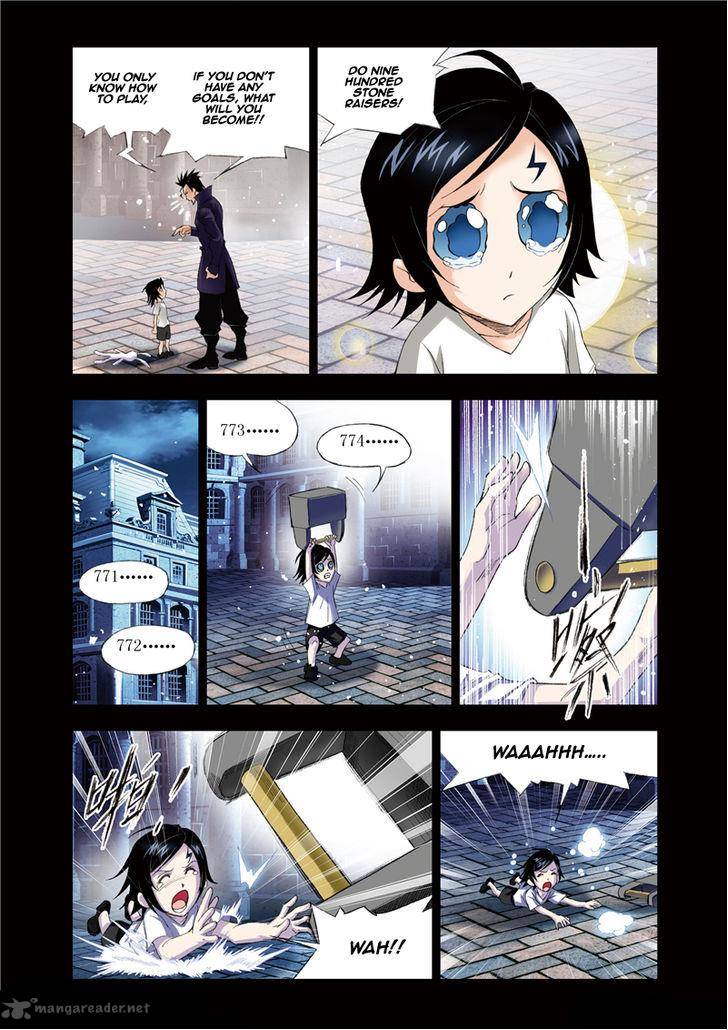 YOU ONLY
KNOW HOW
TO PLAY,
IF YOU DON'T
HAVE ANY
GOALS, WHAT
WILL YOU
BECOME!!
DO NINE
HUNDRED
STONE
RAISERS!
771······
772······
773······
774······
WAH!!
WAAAHHH.....
mangareader.net